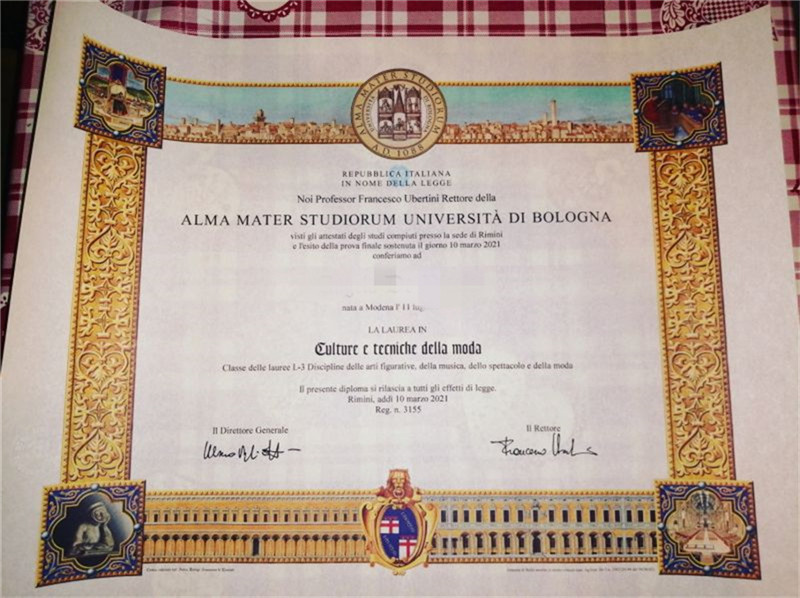 ALMA MATER STUDIORUM
A.D. 1088
REPUBBLICA ITALIANA
IN NOME DELLA LEGGE
Noi Professor Francesco Ubertini Rettore della
ALMA MATER STUDIORUM UNIVERSITÀ DI BOLOGNA
visti gli attestati degli studi compiuti presso la sede di Rimini
e l'esito della prova finale sostenuta il giorno 10 marzo 2021
conferiamo ad
nata a Modena l' 11
LA LAUREA IN
Culture e tecniche della moda
Classe delle lauree L-3 Discipline delle arti figurative, della musica, dello spettacolo e della moda
Il presente diploma si rilascia a tutti gli effetti di legge.
Rimini, addì 10 marzo 2021
Reg. n. 3155
Il Direttore Generale
Il Rettore